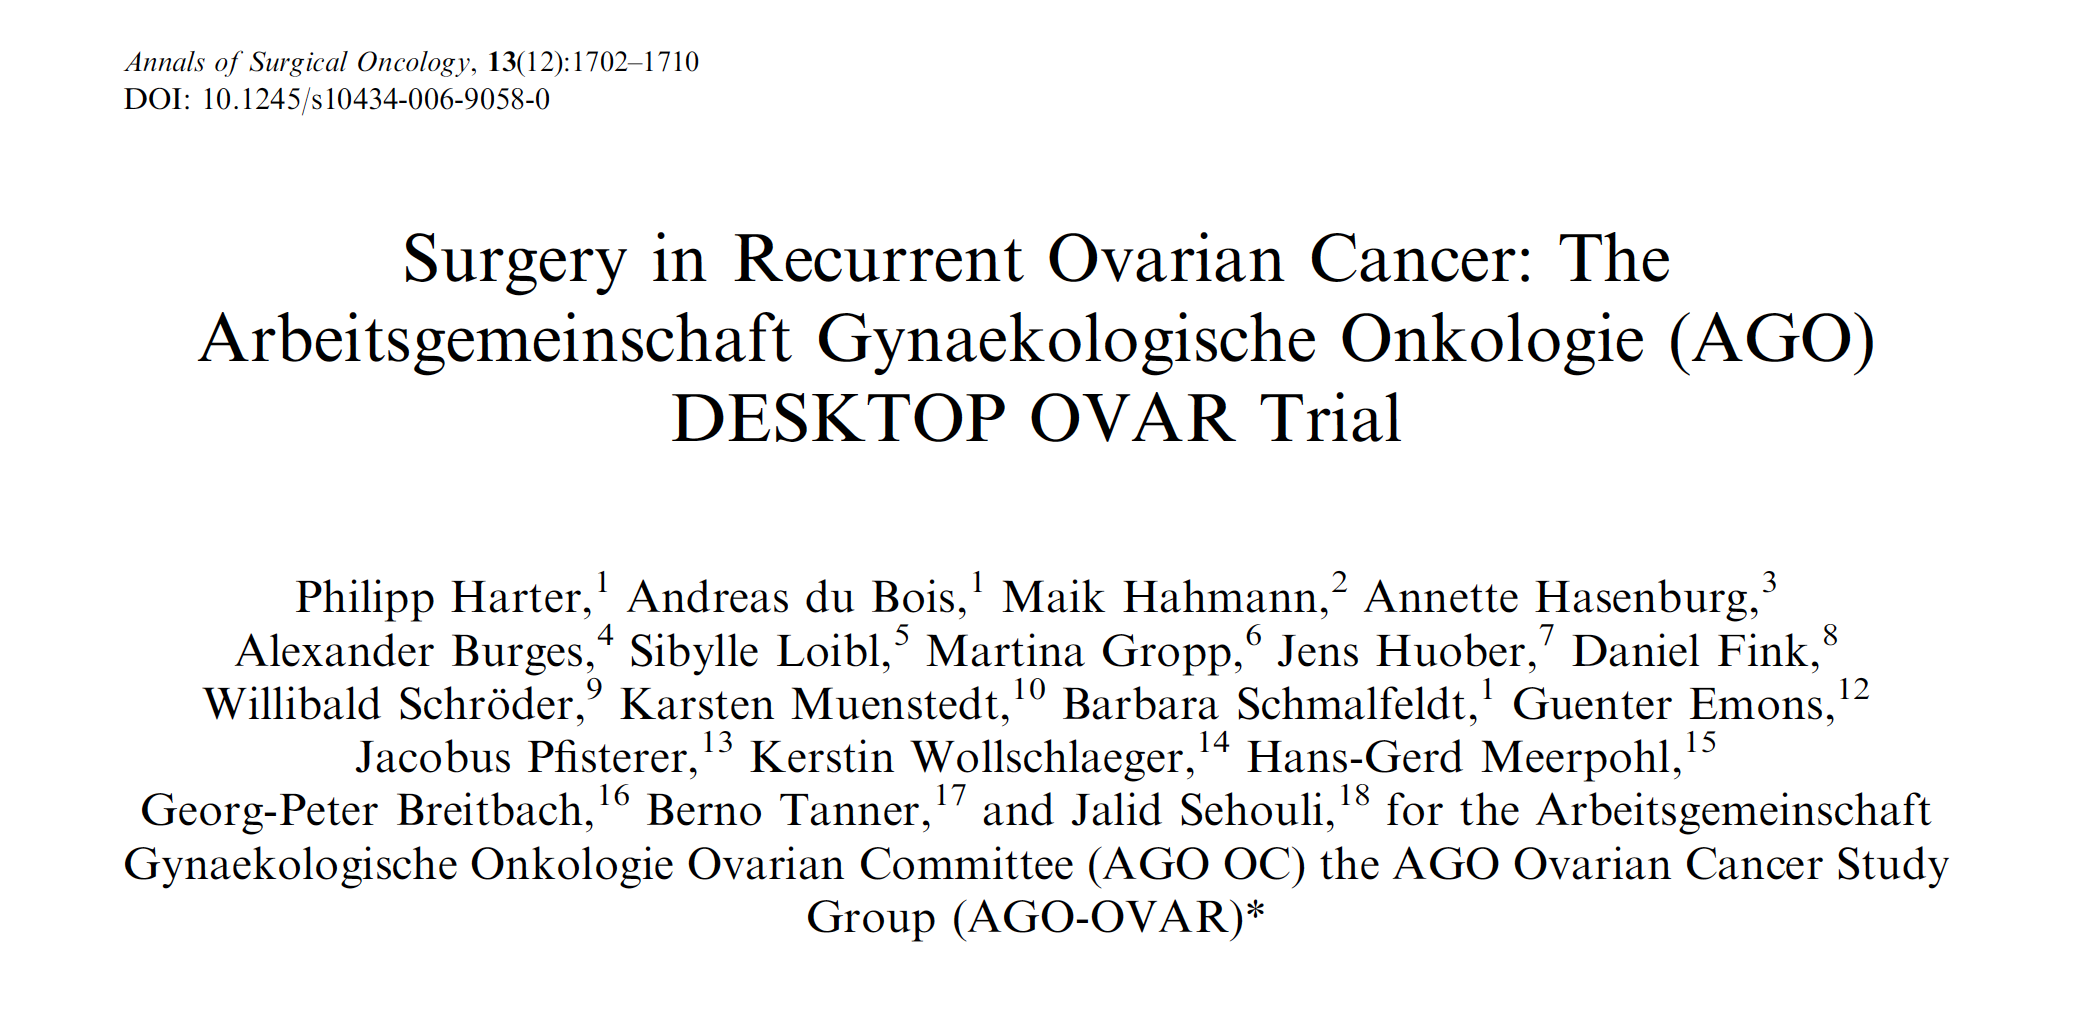 Annals of Surgical Oncology, 13(12):1702–1710
DOI: 10.1245/s10434-006-9058-0
Surgery in Recurrent Ovarian Cancer: The
Arbeitsgemeinschaft Gynaekologische Onkologie (AGO)
DESKTOP OVAR Trial
Philipp Harter,1 Andreas du Bois,1 Maik Hahmann,2 Annette Hasenburg,3
Alexander Burges,4 Sibylle Loibl,5 Martina Gropp,6 Jens Huober,7 Daniel Fink,8
Willibald Schröder,9 Karsten Muenstedt,10 Barbara Schmalfeldt,1 Guenter Emons,12
Jacobus Pfisterer,13 Kerstin Wollschlaeger,14 Hans-Gerd Meerpohl,15
Georg-Peter Breitbach,16 Berno Tanner,17 and Jalid Sehouli,18 for the Arbeitsgemeinschaft
Gynaekologische Onkologie Ovarian Committee (AGO OC) the AGO Ovarian Cancer Study
Group (AGO-OVAR)*